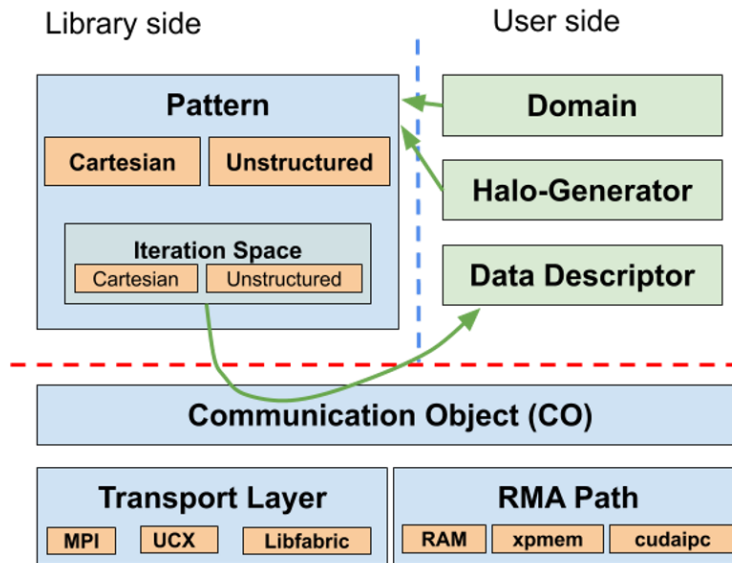 Library side
User side
Pattern
Cartesian
Unstructured
Iteration Space
Cartesian
Unstructured
Domain
Halo-Generator
Data Descriptor
Communication Object (CO)
Transport Layer
MPI
UCX
Libfabric
RMA Path
RAM
xpmem
cudaipc